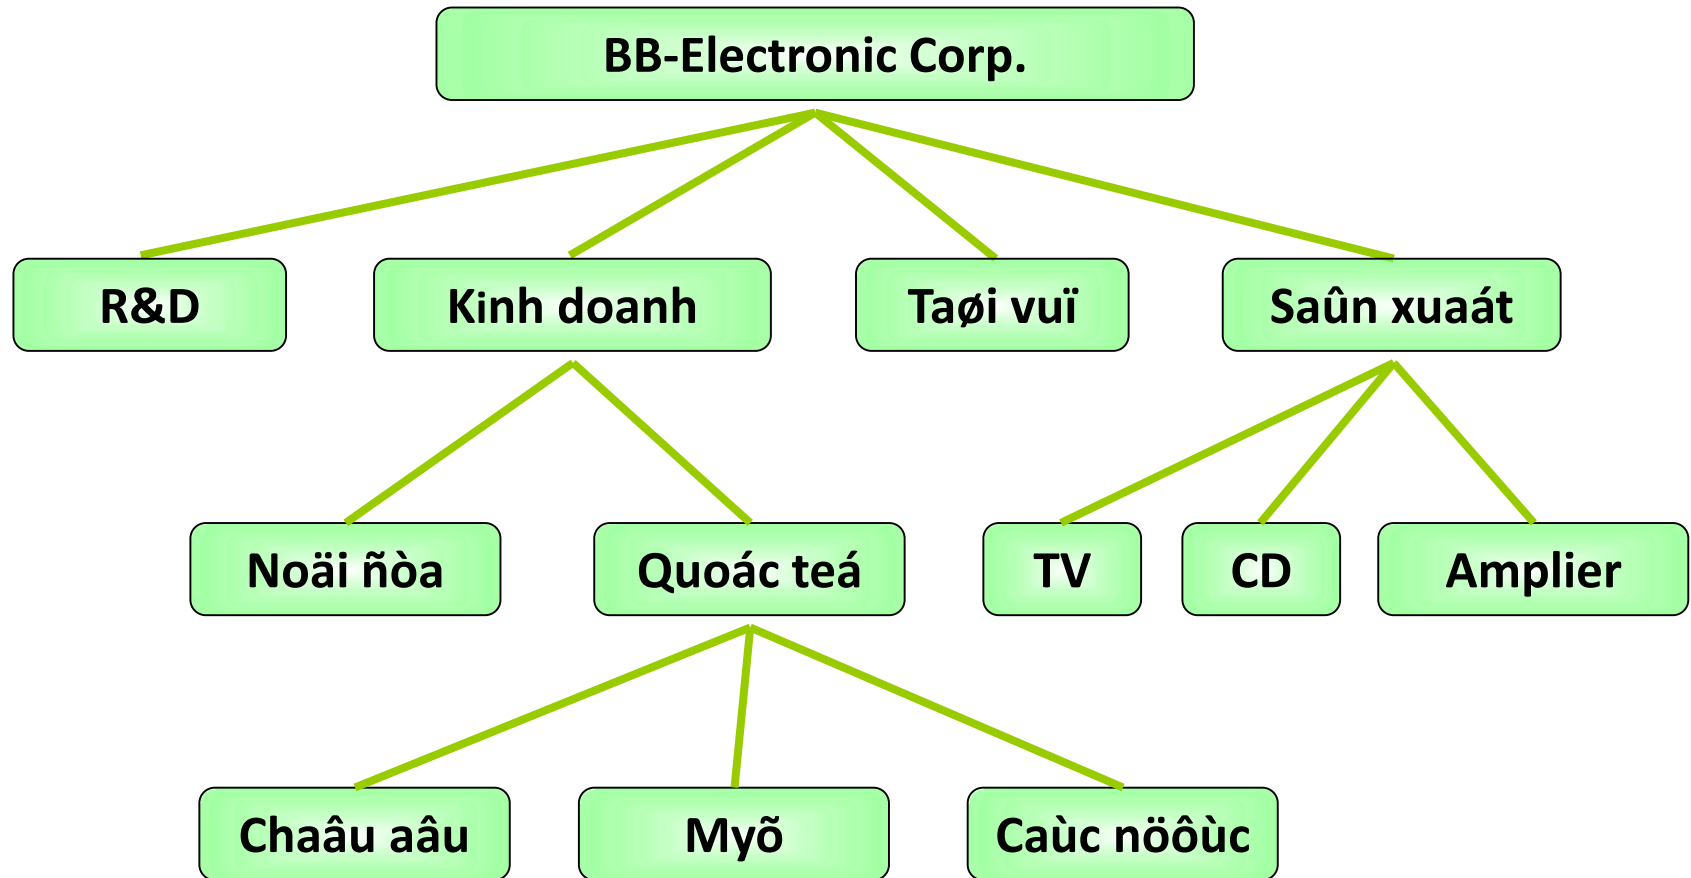 BB-Electronic Corp.
R&D
Kinh doanh
Taøi vuï
Saûn xuaát
Noäi ñòa
Quoác teá
TV
CD
Amplier
Chaâu aâu
Myõ
Caùc nöôùc